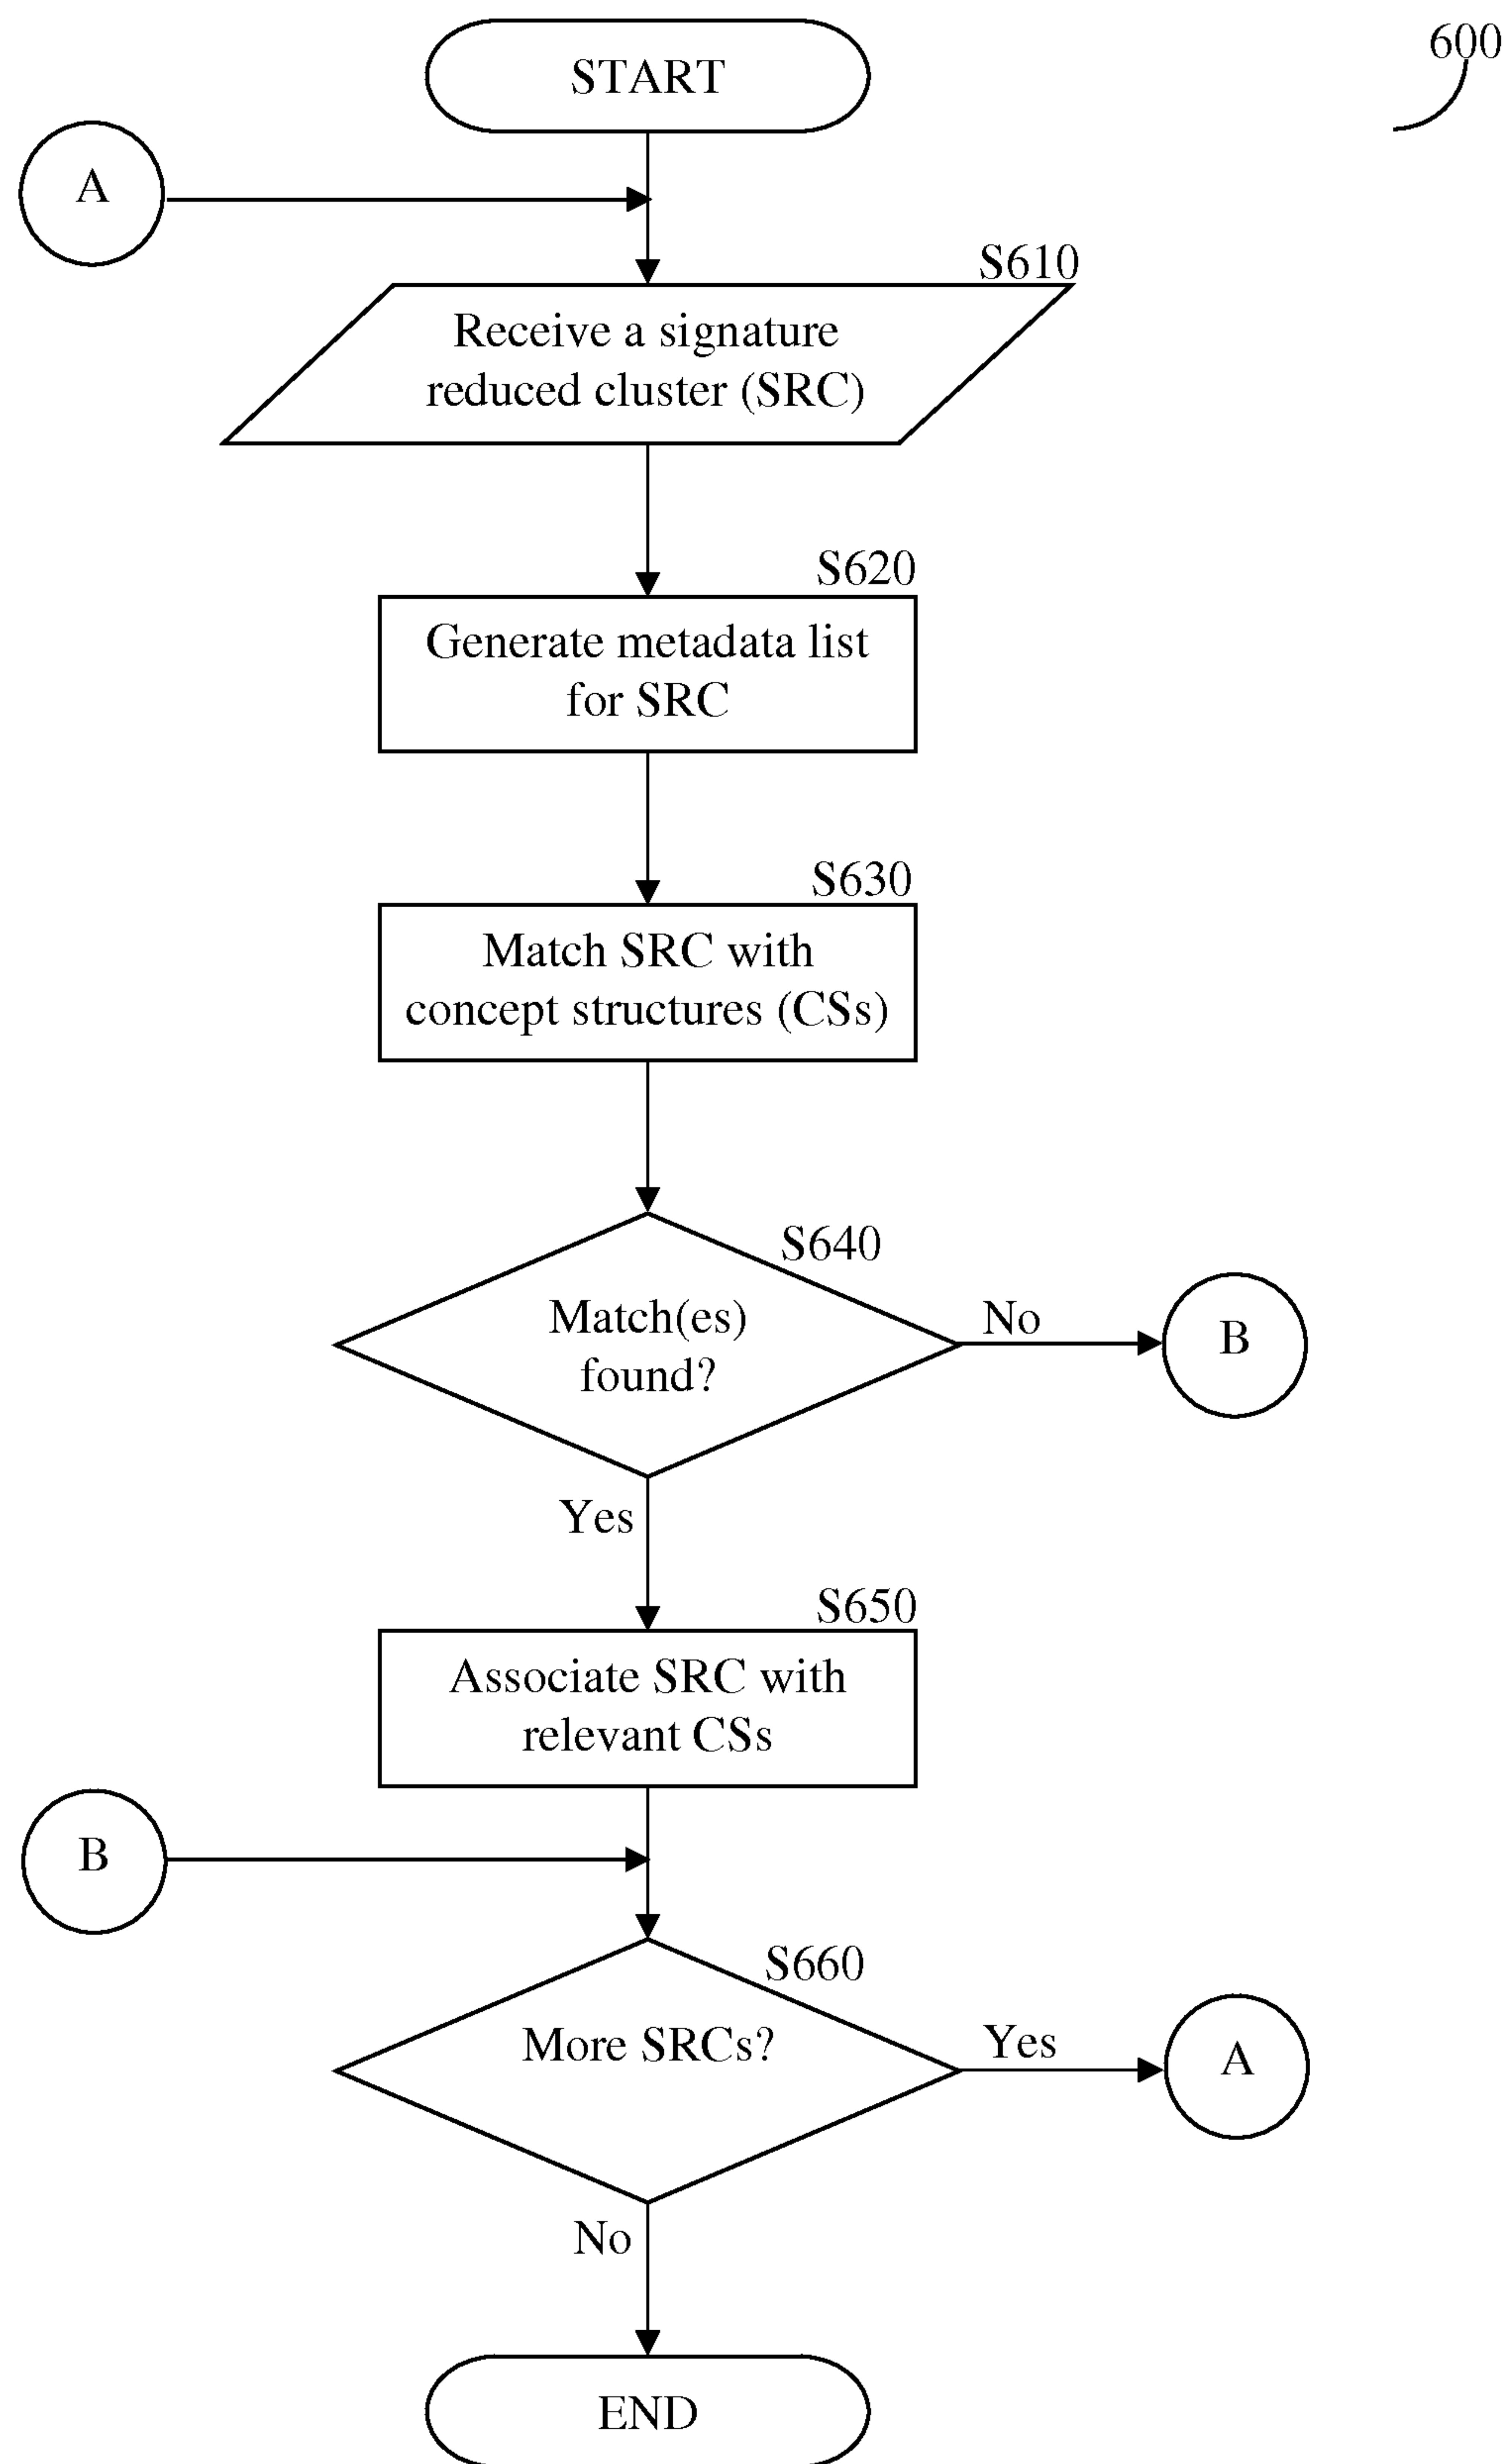 600
START
A
S610
Receive a signature
reduced cluster (SRC)
S620
Generate metadata list
for SRC
S630
Match SRC with
concept structures (CSs)
S640
Match(es)
found?
No
B
Yes
S650
Associate SRC with
relevant CSs
B
S660
More SRCs?
Yes
A
No
END